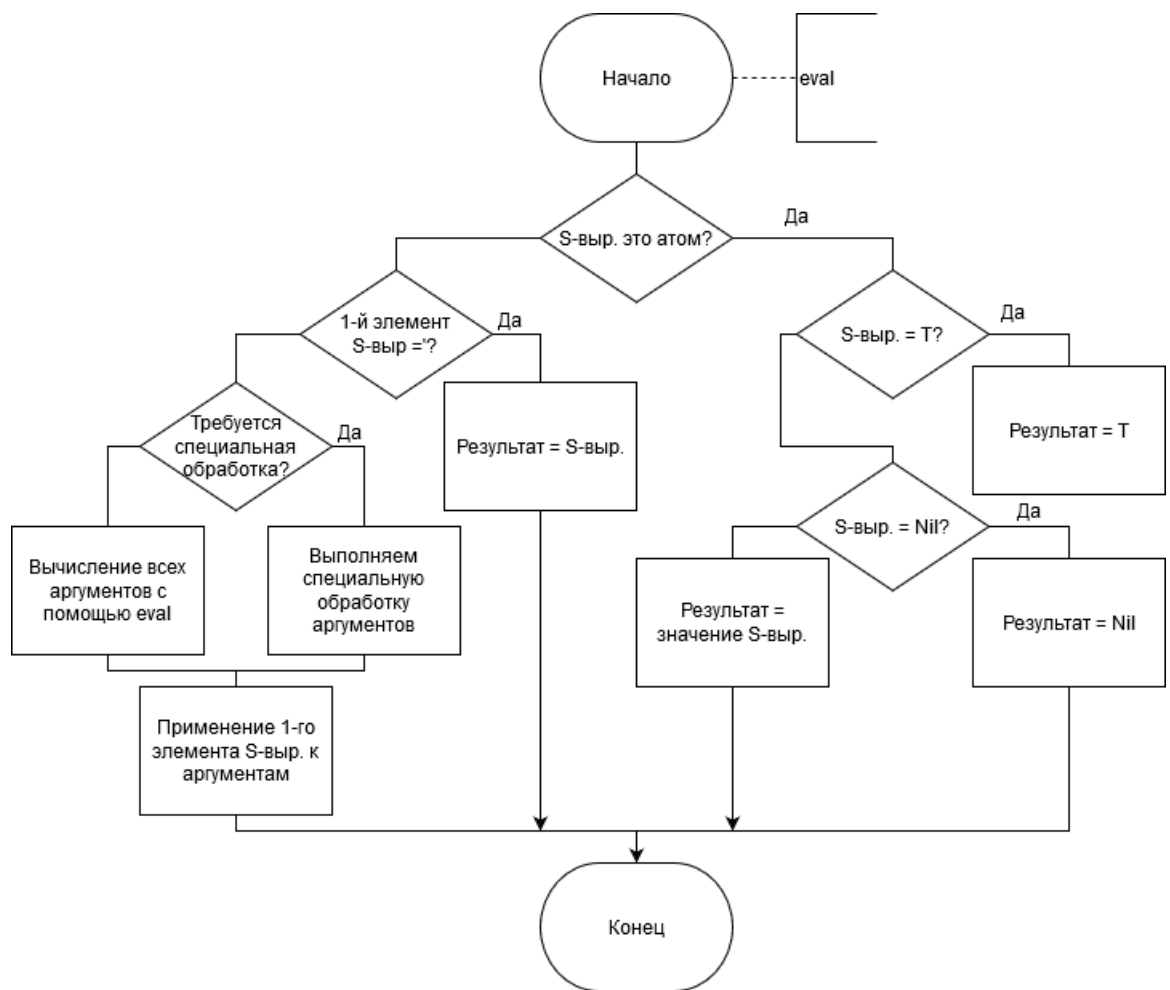 Начало
eval
S-выр. это атом?
Да
1-й элемент
S-выр ='?
Да
S-выр. = T?
Да
Требуется
специальная
обработка?
Да
Результат = S-выр.
Результат = T
S-выр. = Nil?
Да
Вычисление всех
аргументов с
помощью eval
Выполняем
специальную
обработку
аргументов
Результат =
значение S-выр.
Результат = Nil
Применение 1-го
элемента S-выр. к
аргументам
Конец